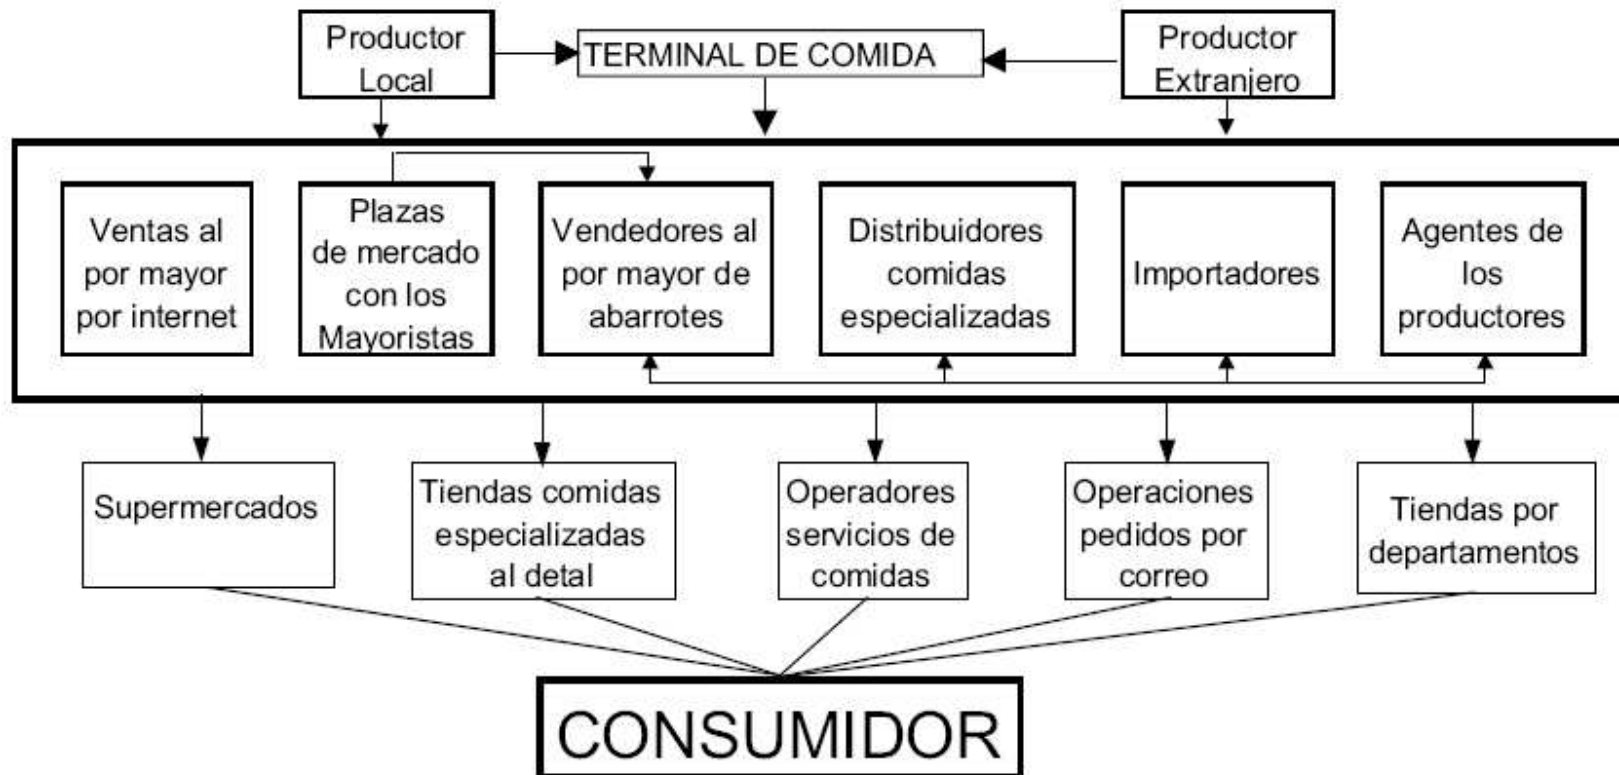 Productor
Local
TERMINAL DE COMIDA
Productor
Extranjero
Ventas al
por mayor
por internet
Plazas
de mercado
con los
Mayoristas
Vendedores al
por mayor de
abarrotes
Distribuidores
comidas
especializadas
Importadores
Agentes de
los
productores
Supermercados
Tiendas comidas
especializadas
al detal
Operadores
servicios de
comidas
Operaciones
pedidos por
correo
Tiendas por
departamentos
CONSUMIDOR